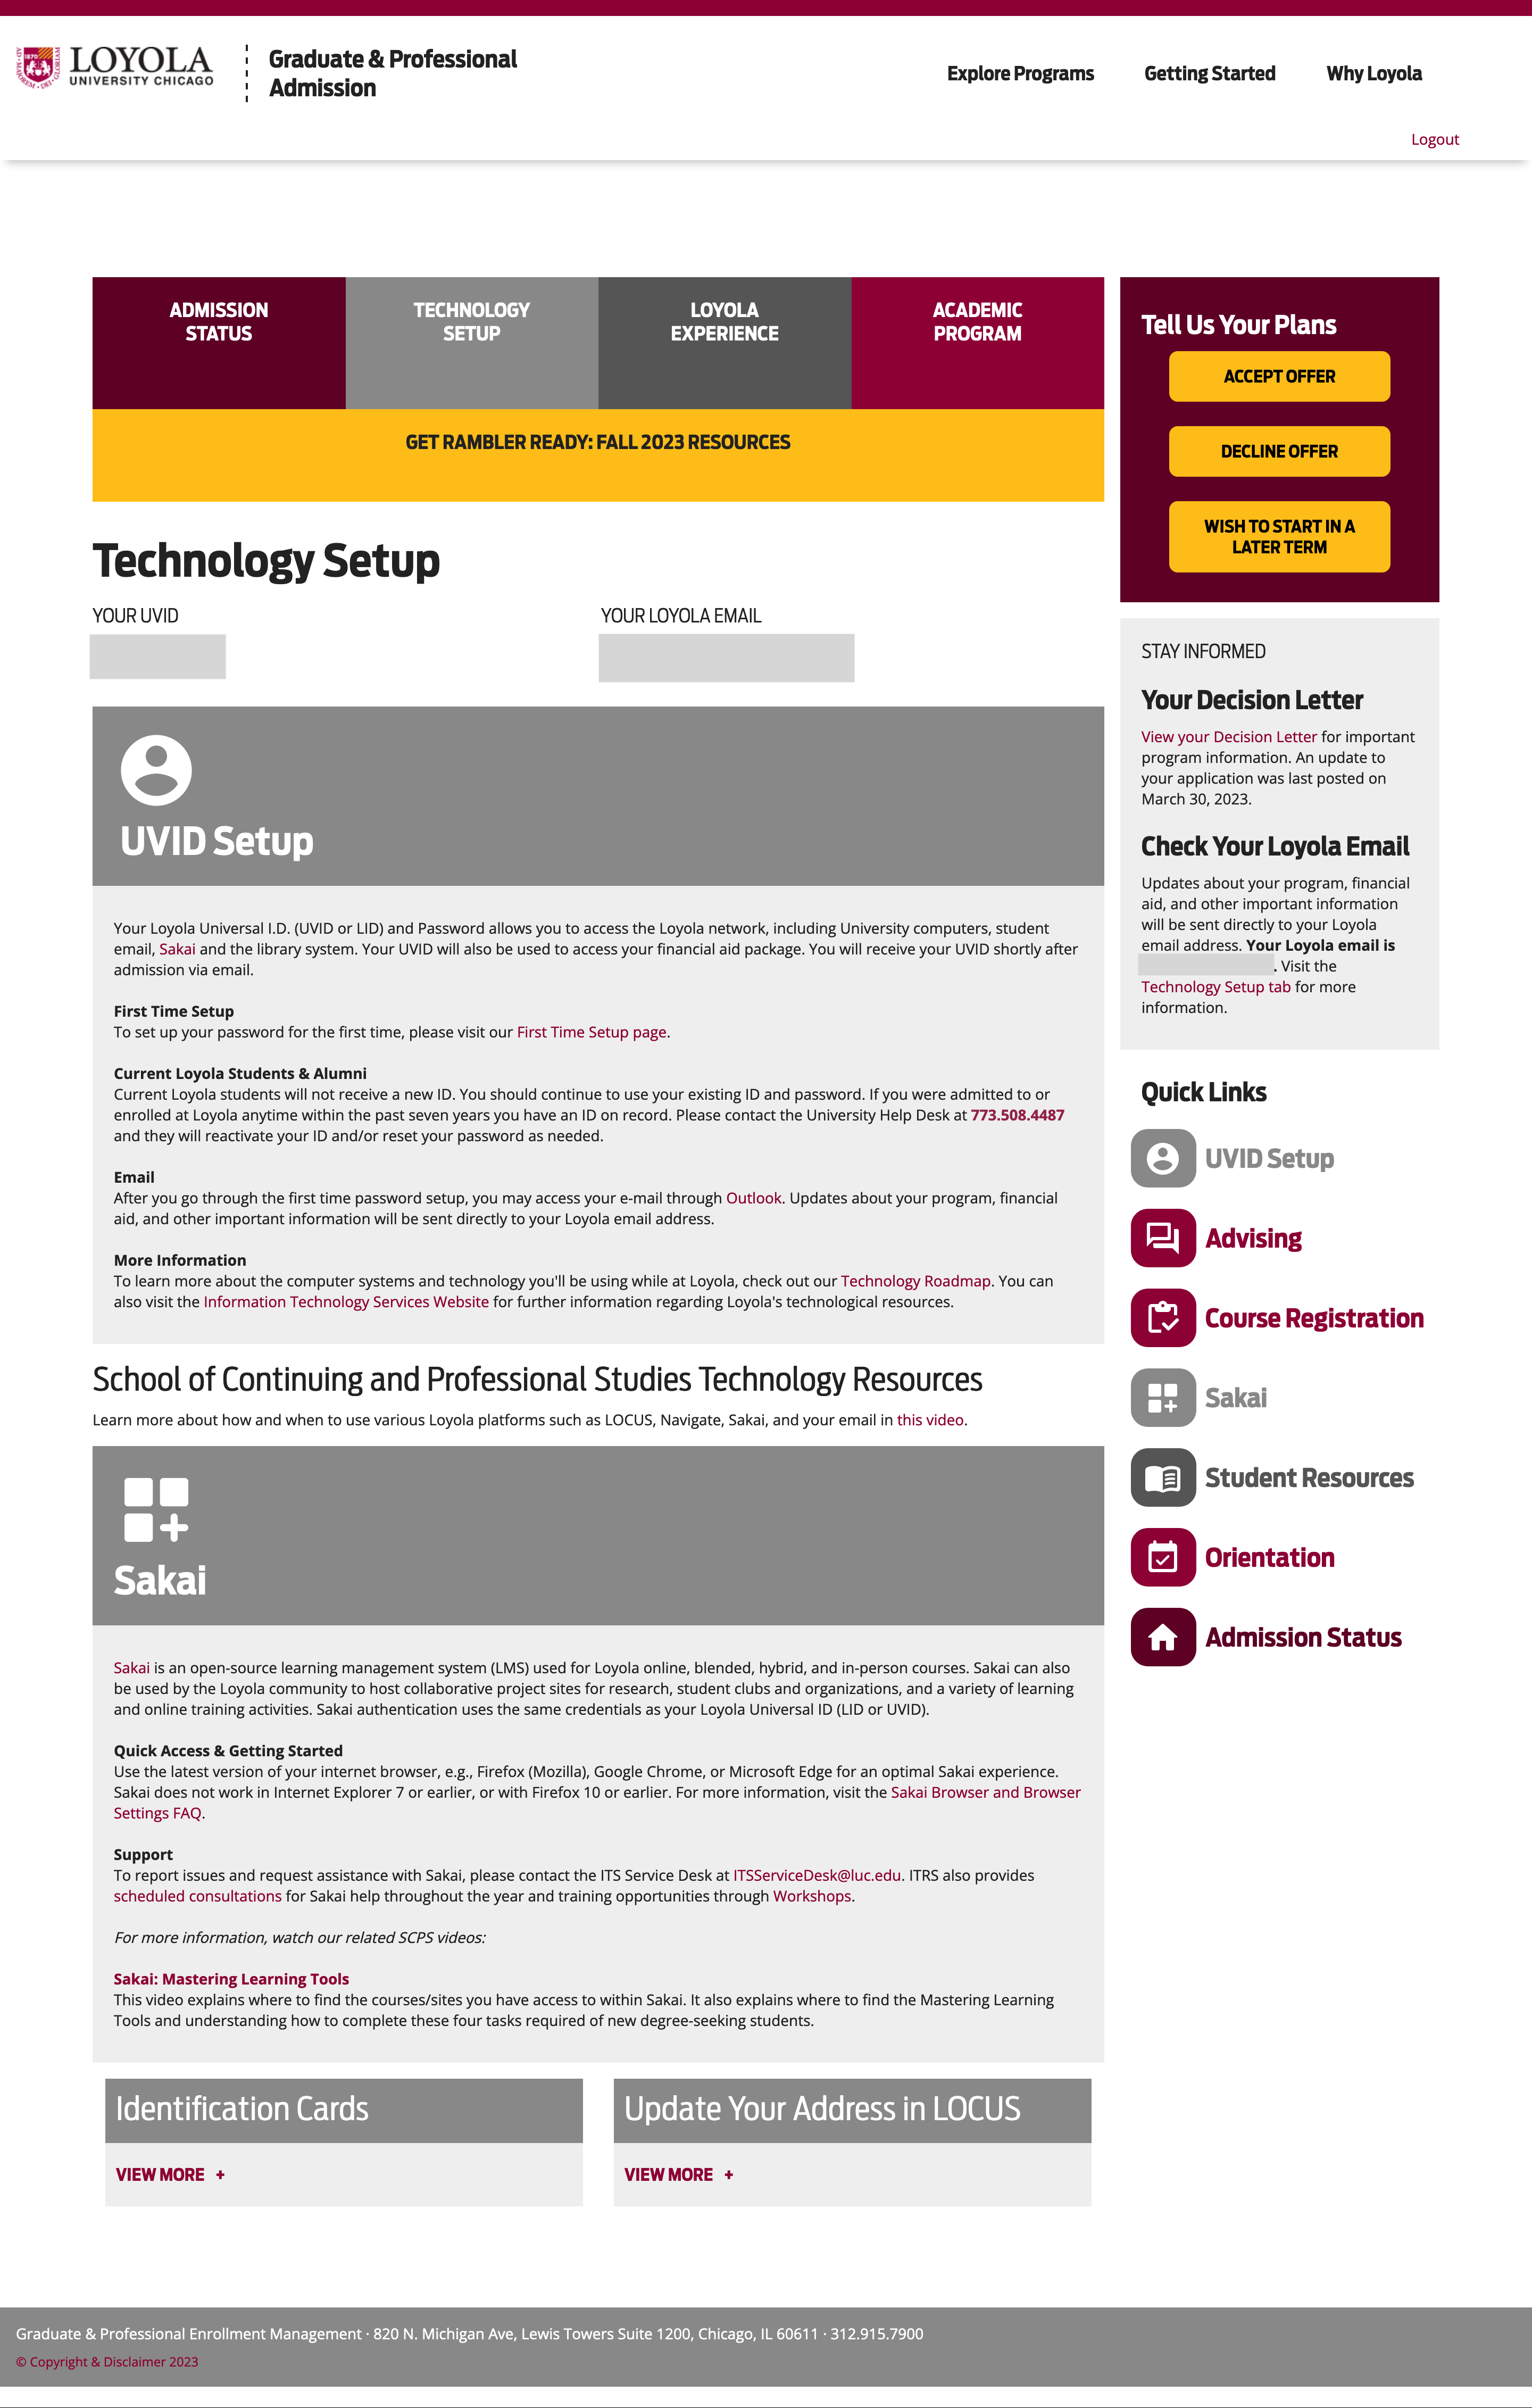 LOYOLA
UNIVERSITY CHICAGO
Graduate & Professional
Admission
Explore Programs
Getting Started
Why Loyola
Logout
ADMISSION
STATUS
TECHNOLOGY
SETUP
LOYOLA
EXPERIENCE
ACADEMIC
PROGRAM
GET RAMBLER READY: FALL 2023 RESOURCES
Technology Setup
YOUR UVID
YOUR LOYOLA EMAIL
UVID Setup
Your Loyola Universal I.D. (UVID or LID) and Password allows you to access the Loyola network, including University computers, student
email, Sakai and the library system. Your UVID will also be used to access your financial aid package. You will receive your UVID shortly after
admission via email.
First Time Setup
To set up your password for the first time, please visit our First Time Setup page.
Current Loyola Students & Alumni
Current Loyola students will not receive a new ID. You should continue to use your existing ID and password. If you were admitted to or
enrolled at Loyola anytime within the past seven years you have an ID on record. Please contact the University Help Desk at 773.508.4487
and they will reactivate your ID and/or reset your password as needed.
Email
After you go through the first time password setup, you may access your e-mail through Outlook. Updates about your program, financial
aid, and other important information will be sent directly to your Loyola email address.
More Information
To learn more about the computer systems and technology you'll be using while at Loyola, check out our Technology Roadmap. You can
also visit the Information Technology Services Website for further information regarding Loyola's technological resources.
School of Continuing and Professional Studies Technology Resources
Learn more about how and when to use various Loyola platforms such as LOCUS, Navigate, Sakai, and your email in this video.
Sakai
Sakai is an open-source learning management system (LMS) used for Loyola online, blended, hybrid, and in-person courses. Sakai can also
be used by the Loyola community to host collaborative project sites for research, student clubs and organizations, and a variety of learning
and online training activities. Sakai authentication uses the same credentials as your Loyola Universal ID (LID or UVID).
Quick Access & Getting Started
Use the latest version of your internet browser, e.g., Firefox (Mozilla), Google Chrome, or Microsoft Edge for an optimal Sakai experience.
Sakai does not work in Internet Explorer 7 or earlier, or with Firefox 10 or earlier. For more information, visit the Sakai Browser and Browser
Settings FAQ.
Support
To report issues and request assistance with Sakai, please contact the ITS Service Desk at ITSServiceDesk@luc.edu. ITRS also provides
scheduled consultations for Sakai help throughout the year and training opportunities through Workshops.
For more information, watch our related SCPS videos:
Sakai: Mastering Learning Tools
This video explains where to find the courses/sites you have access to within Sakai. It also explains where to find the Mastering Learning
Tools and understanding how to complete these four tasks required of new degree-seeking students.
Identification Cards
VIEW MORE +
Update Your Address in LOCUS
VIEW MORE +
Tell Us Your Plans
ACCEPT OFFER
DECLINE OFFER
WISH TO START IN A
LATER TERM
STAY INFORMED
Your Decision Letter
View your Decision Letter for important
program information. An update to
your application was last posted on
March 30, 2023.
Check Your Loyola Email
Updates about your program, financial
aid, and other important information
will be sent directly to your Loyola
email address. Your Loyola email is
. Visit the
Technology Setup tab for more
information.
Quick Links
UVID Setup
Advising
Course Registration
Sakai
Student Resources
Orientation
Admission Status
Graduate & Professional Enrollment Management · 820 N. Michigan Ave, Lewis Towers Suite 1200, Chicago, IL 60611 · 312.915.7900
© Copyright & Disclaimer 2023